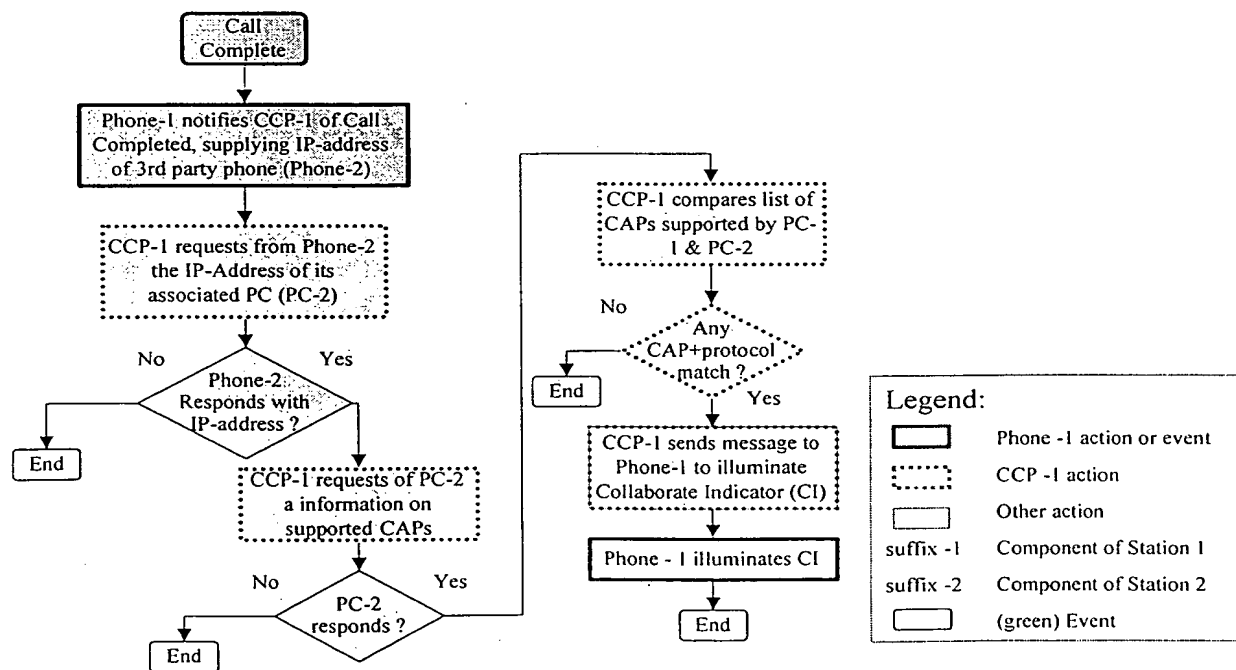 Call
Complete
Phone-1 notifies CCP-1 of Call
Completed, supplying IP-address
of 3rd party phone (Phone-2)
CCP-1 requests from Phone-2
the IP-Address of its
associated PC (PC-2)
No
Yes
Phone-2
Responds with
IP-address ?
End
CCP-1 requests of PC-2
a information on
supported CAPs
No
Yes
PC-2
responds ?
End
CCP-1 compares list of
CAPs supported by PC-
1 & PC-2
No
Any
CAP+protocol
match ?
End
Yes
CCP-1 sends message to
Phone-1 to illuminate
Collaborate Indicator (CI)
Phone - 1 illuminates CI
End
Legend:
Phone -1 action or event
CCP -1 action
Other action
suffix -1 Component of Station 1
suffix -2 Component of Station 2
(green) Event